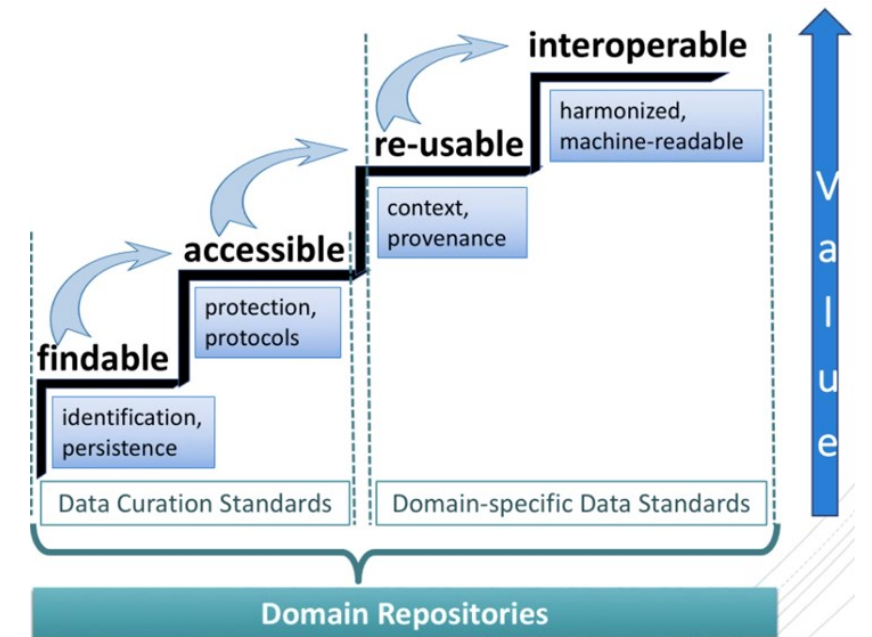 interoperable
harmonized,
machine-readable
re-usable
context,
provenance
accessible
protection,
protocols
findable
identification,
persistence
Data Curation Standards
Domain-specific Data Standards
Domain Repositories
Value